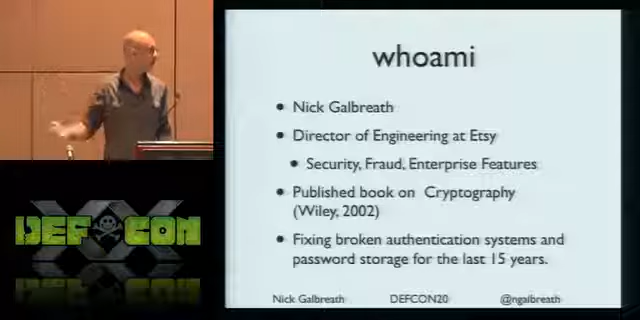 whoami
• Nick Galbreath
• Director of Engineering at Etsy
• Security, Fraud, Enterprise Features
• Published book on Cryptography
(Wiley, 2002)
• Fixing broken authentication systems and
password storage for the last 15 years.
Nick Galbreath DEFCON20 @ngalbreath
XX
DEF CON